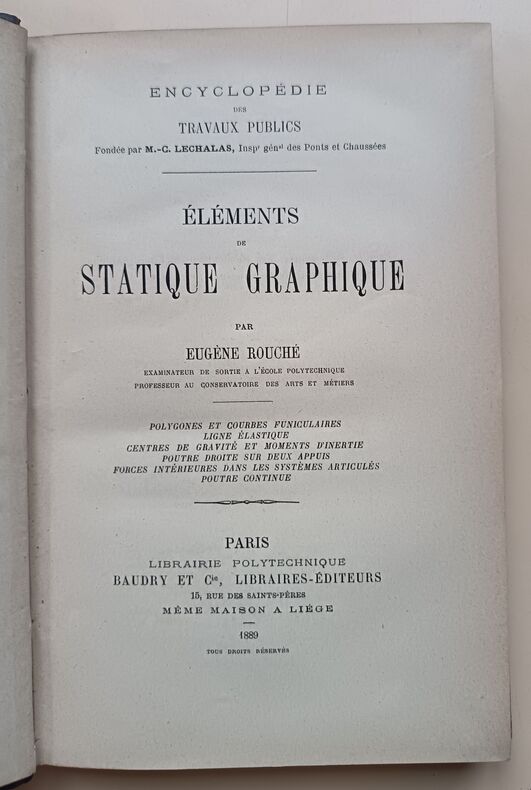 ENCYCLOPÉDIE
DES
TRAVAUX PUBLICS
Fondée par M.-C. LECHALAS, Inspʳ génᵃˡ des Ponts et Chaussées
ÉLÉMENTS
DE
STATIQUE GRAPHIQUE
PAR
EUGÈNE ROUCHÉ
EXAMINATEUR DE SORTIE A L'ÉCOLE POLYTECHNIQUE
PROFESSEUR AU CONSERVATOIRE DES ARTS ET MÉTIERS
POLYGONES ET COURBES FUNICULAIRES
LIGNE ÉLASTIQUE
CENTRES DE GRAVITÉ ET MOMENTS D'INERTIE
POUTRE DROITE SUR DEUX APPUIS
FORCES INTÉRIEURES DANS LES SYSTÈMES ARTICULÉS
POUTRE CONTINUE
PARIS
LIBRAIRIE POLYTECHNIQUE
BAUDRY ET Cⁱᵉ, LIBRAIRES-ÉDITEURS
15, RUE DES SAINTS-PÈRES
MÊME MAISON A LIÉGE
1889
TOUS DROITS RÉSERVÉS